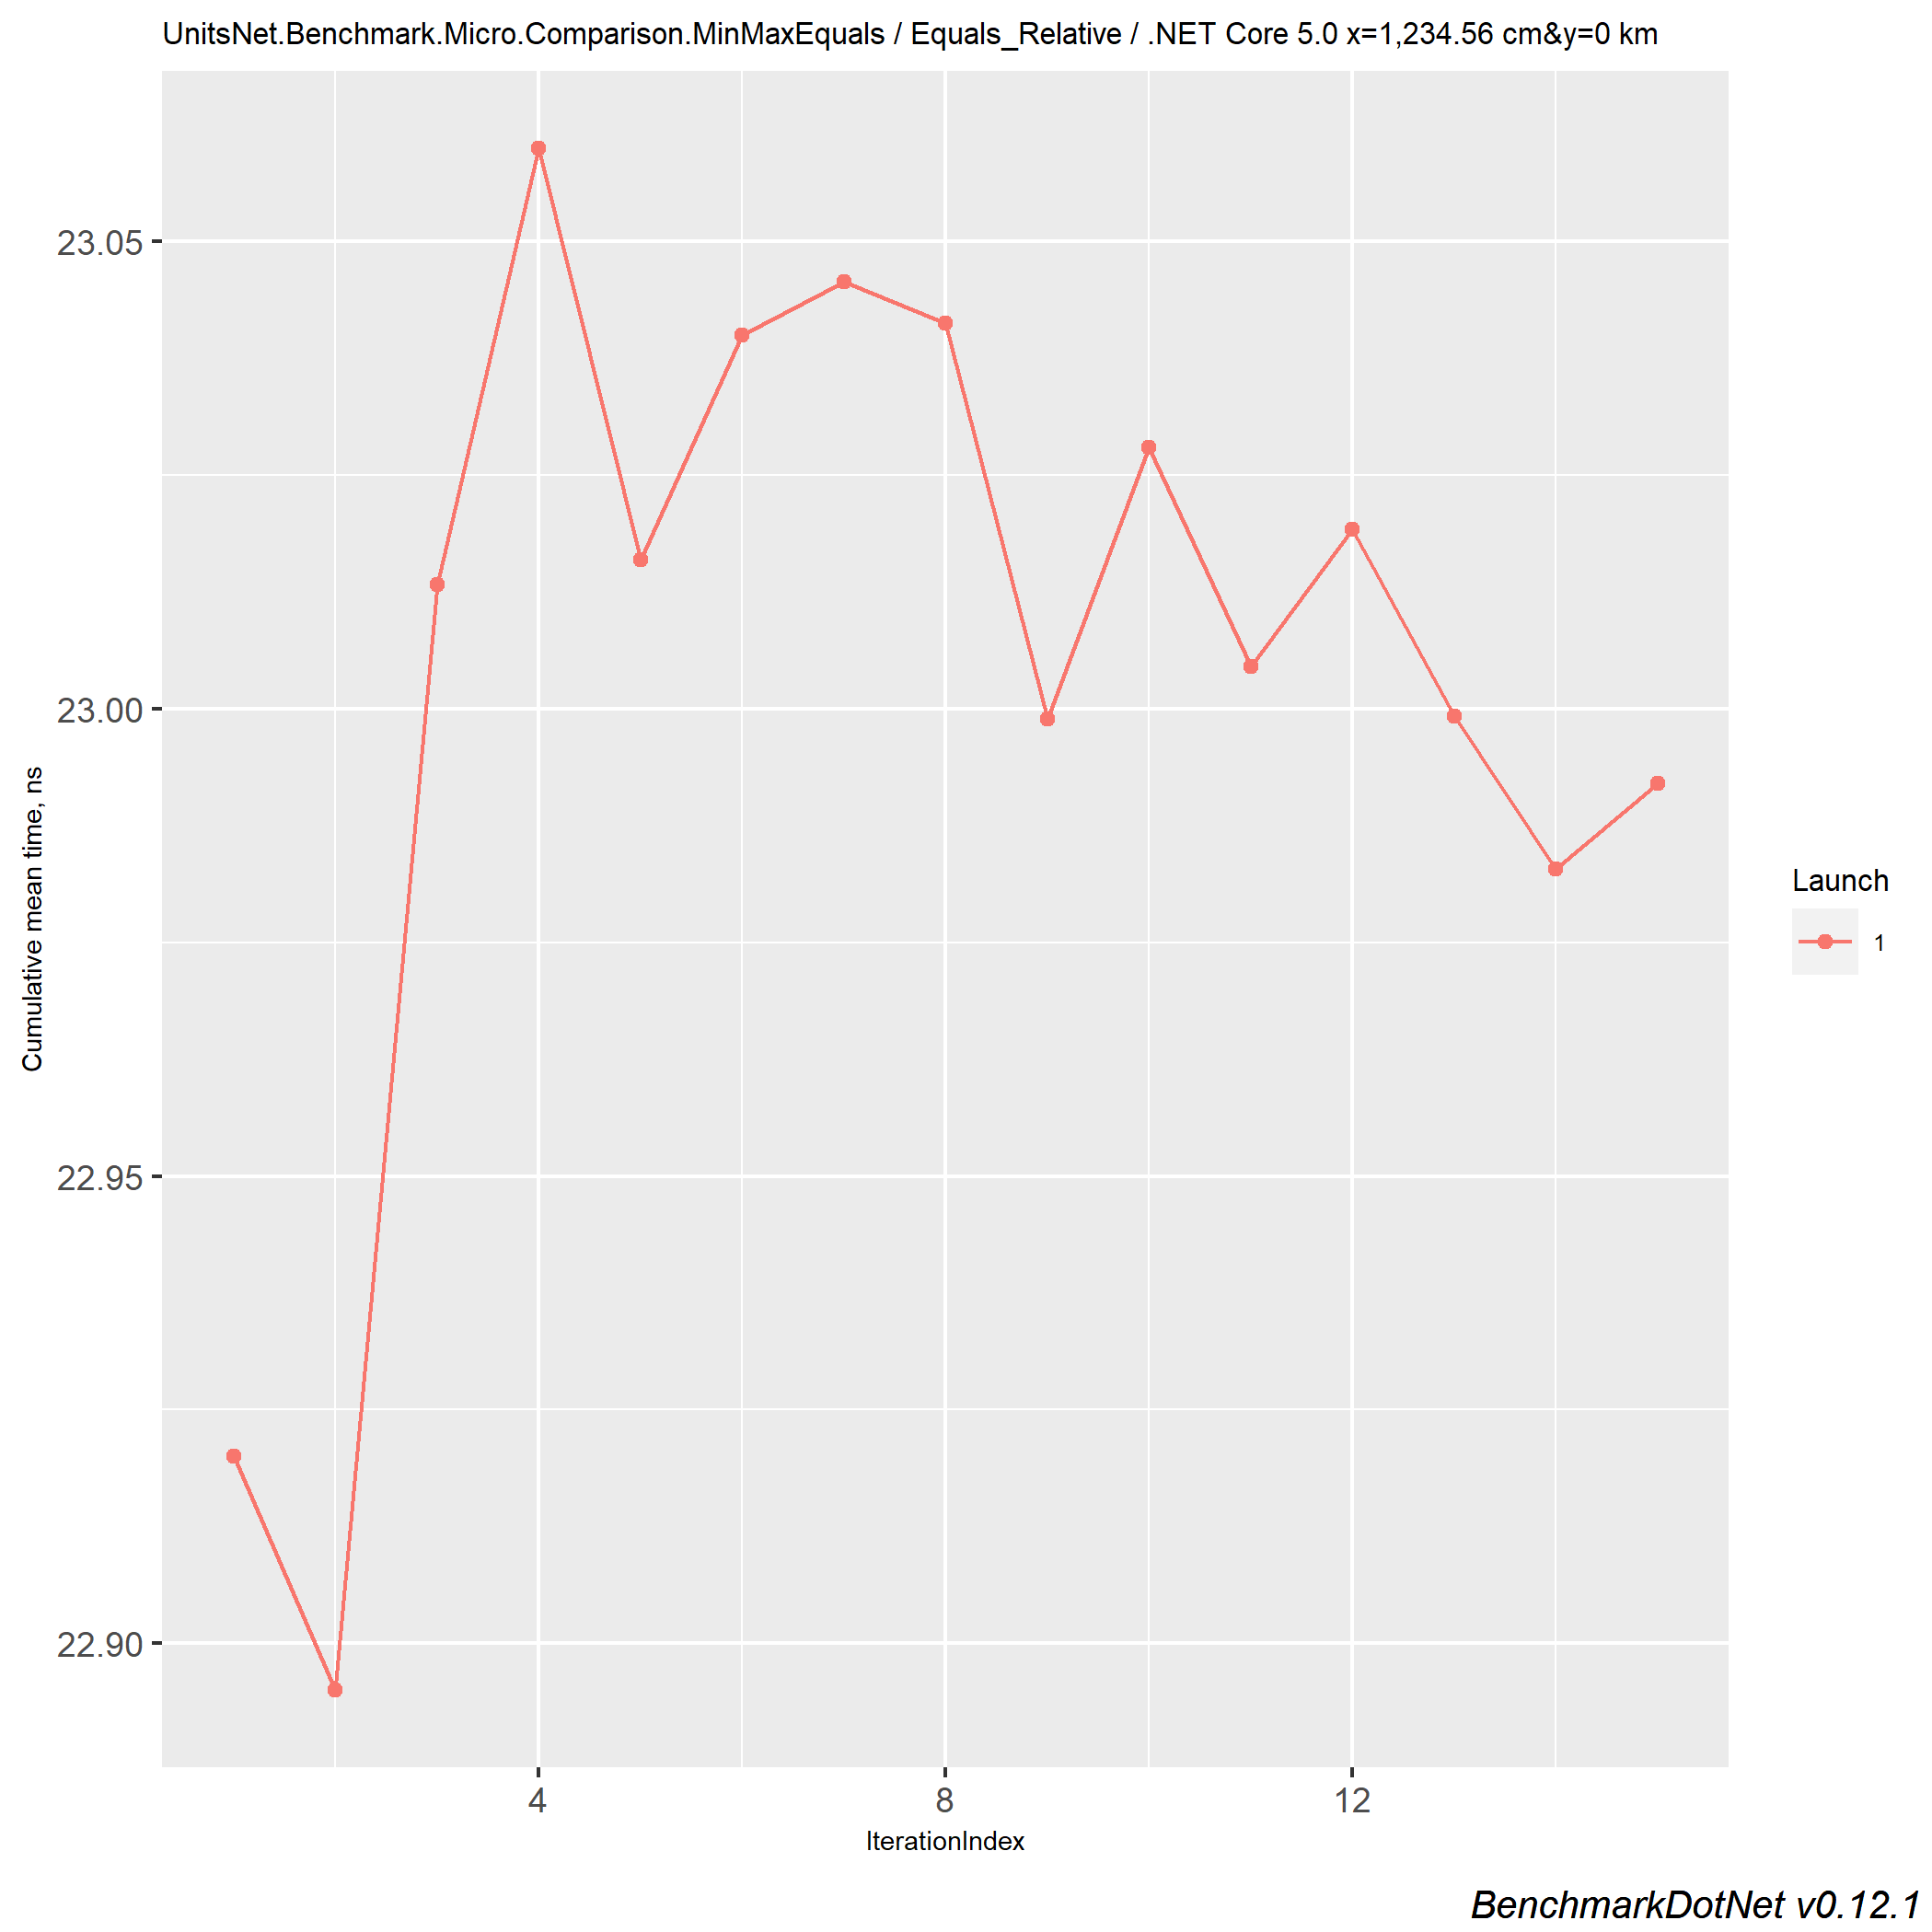 UnitsNet.Benchmark.Micro.Comparison.MinMaxEquals / Equals_Relative / .NET Core 5.0 x=1,234.56 cm&y=0 km
23.05
23.00
22.95
22.90
Cumulative mean time, ns
4 8 12
IterationIndex
Launch
1
BenchmarkDotNet v0.12.1